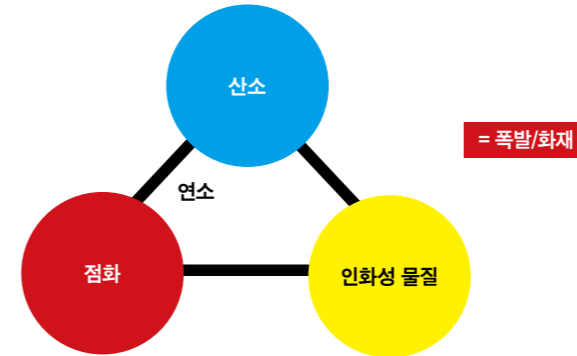 산소
= 폭발/화재
연소
점화
인화성 물질